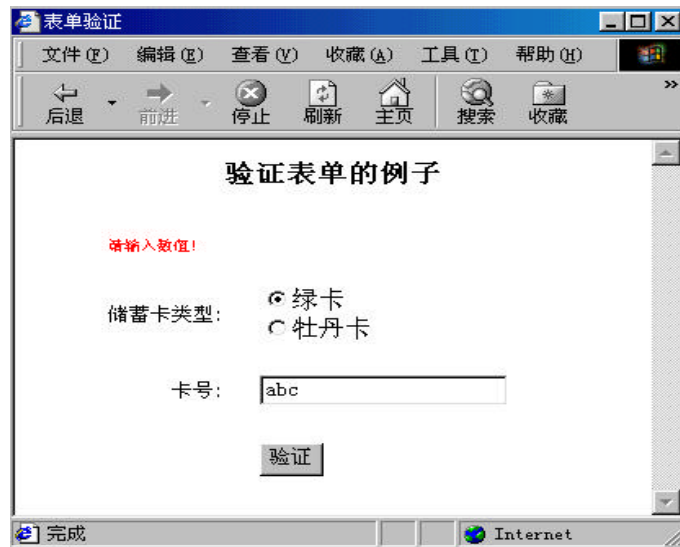 表单验证
文件(F) 编辑(E) 查看(V) 收藏(A) 工具(T) 帮助(H)
后退 前进 停止 刷新 主页 搜索 收藏 »
验证表单的例子
请输入数值!
储蓄卡类型:
绿卡
牡丹卡
卡号: abc
验证
完成 Internet